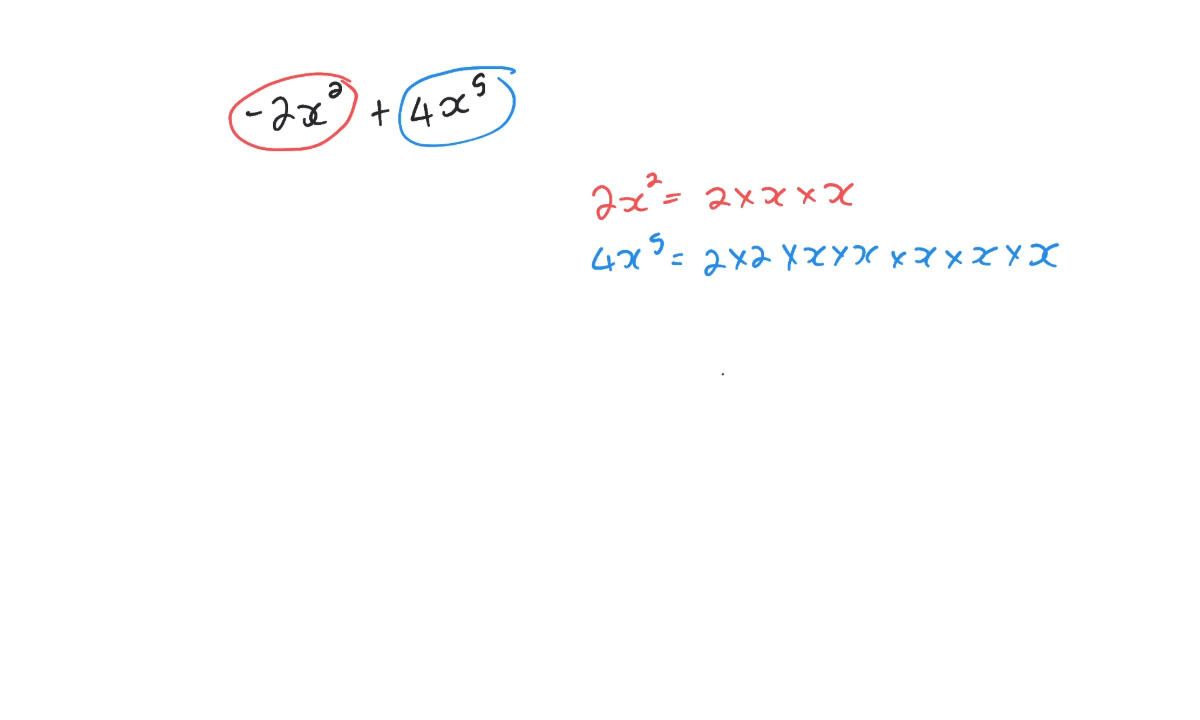 -2x² + 4x⁵
2x² = 2 × x × x
4x⁵ = 2 × 2 × x × x × x × x × x